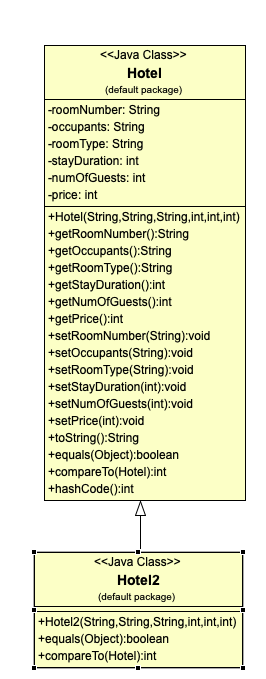 <<Java Class>>
Hotel
(default package)
-roomNumber: String
-occupants: String
-roomType: String
-stayDuration: int
-numOfGuests: int
-price: int
+Hotel(String,String,String,int,int,int)
+getRoomNumber():String
+getOccupants():String
+getRoomType():String
+getStayDuration():int
+getNumOfGuests():int
+getPrice():int
+setRoomNumber(String):void
+setOccupants(String):void
+setRoomType(String):void
+setStayDuration(int):void
+setNumOfGuests(int):void
+setPrice(int):void
+toString():String
+equals(Object):boolean
+compareTo(Hotel):int
+hashCode():int
<<Java Class>>
Hotel2
(default package)
+Hotel2(String,String,String,int,int,int)
+equals(Object):boolean
+compareTo(Hotel):int